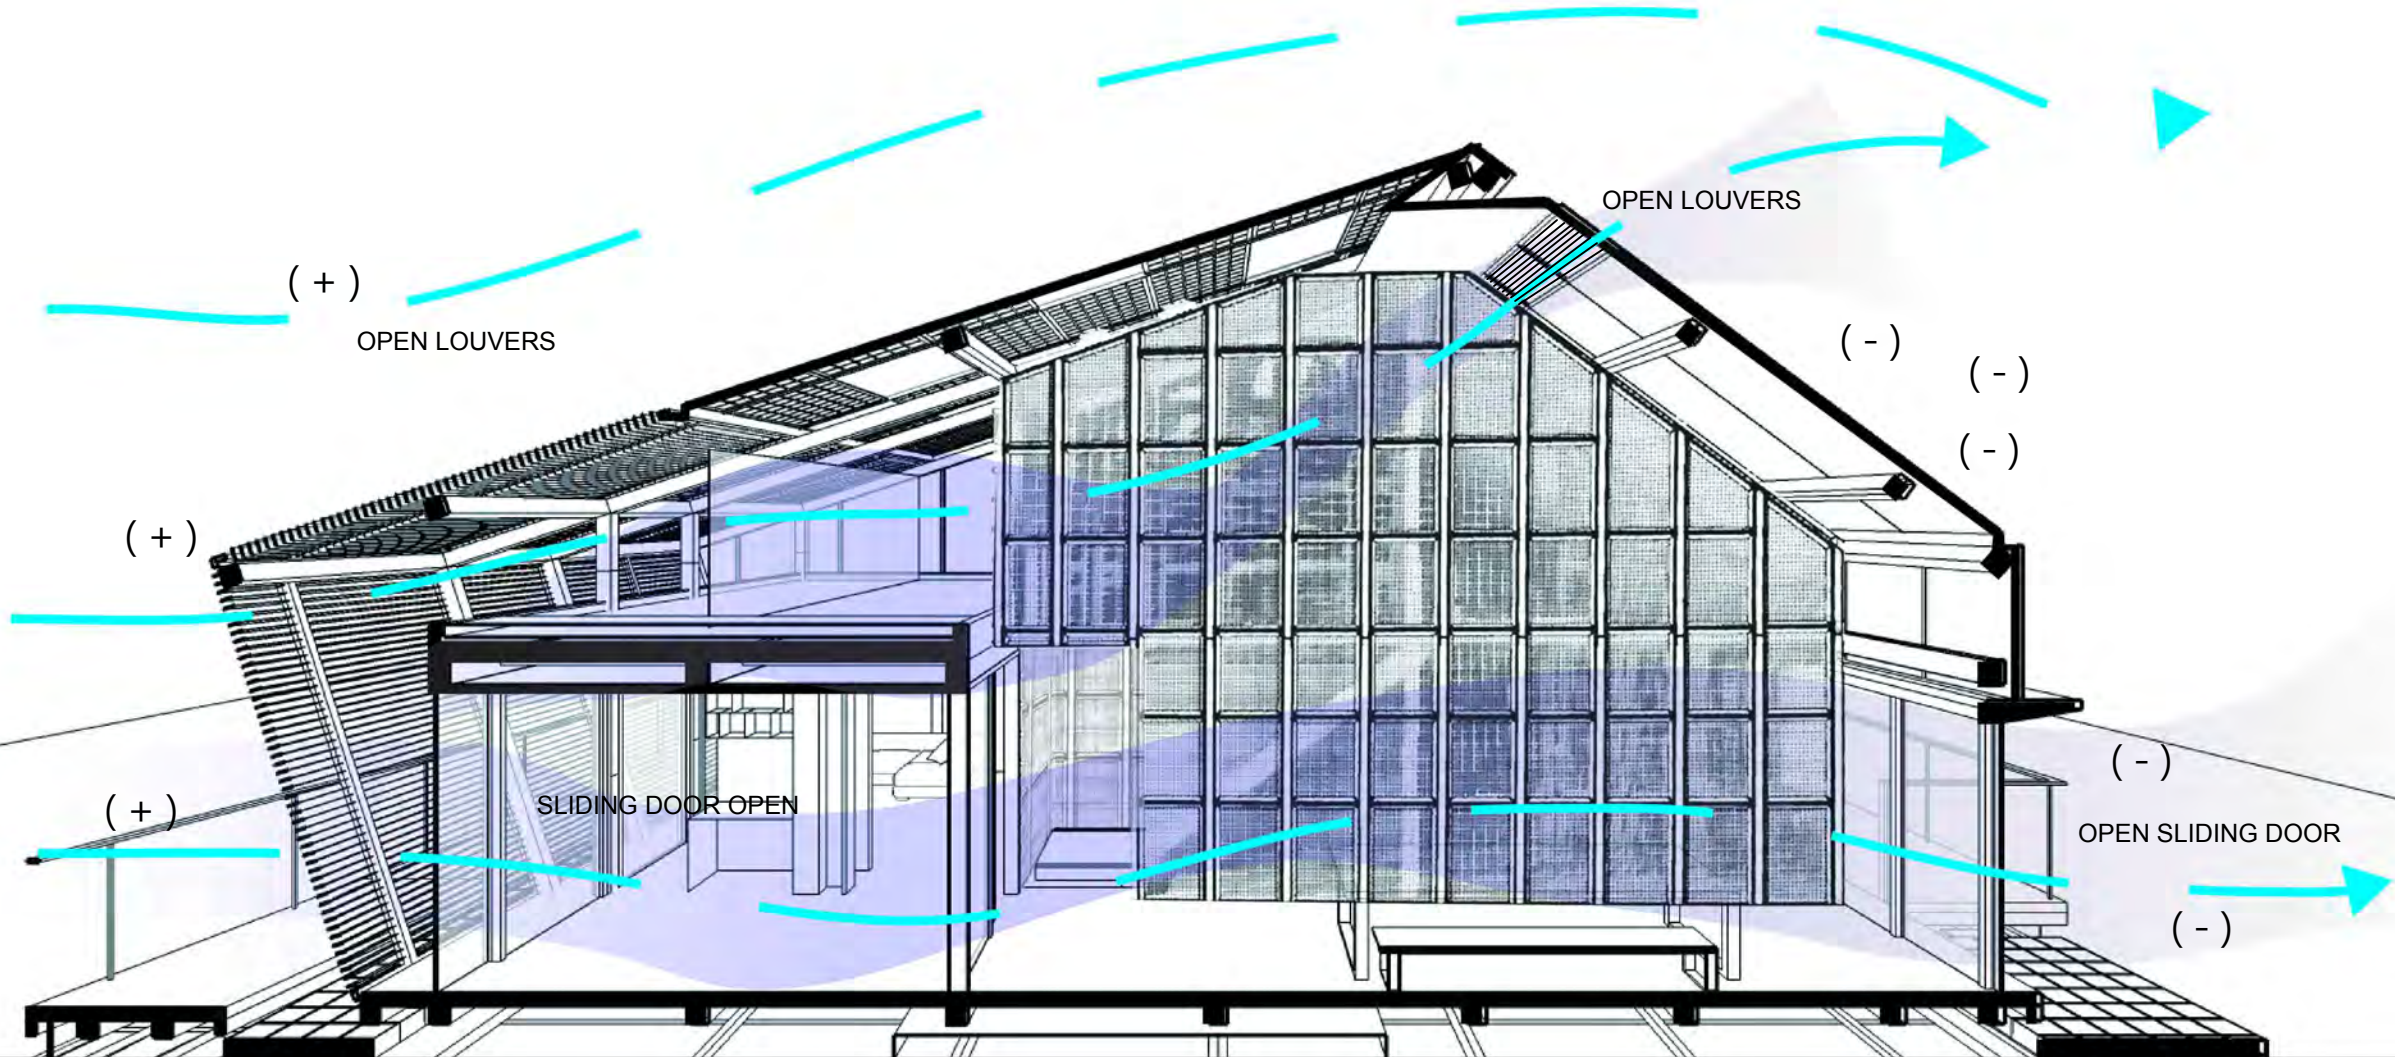 OPEN LOUVERS
( + )
OPEN LOUVERS
( - )
( - )
( - )
( + )
( - )
( + )
SLIDING DOOR OPEN
OPEN SLIDING DOOR
( - )